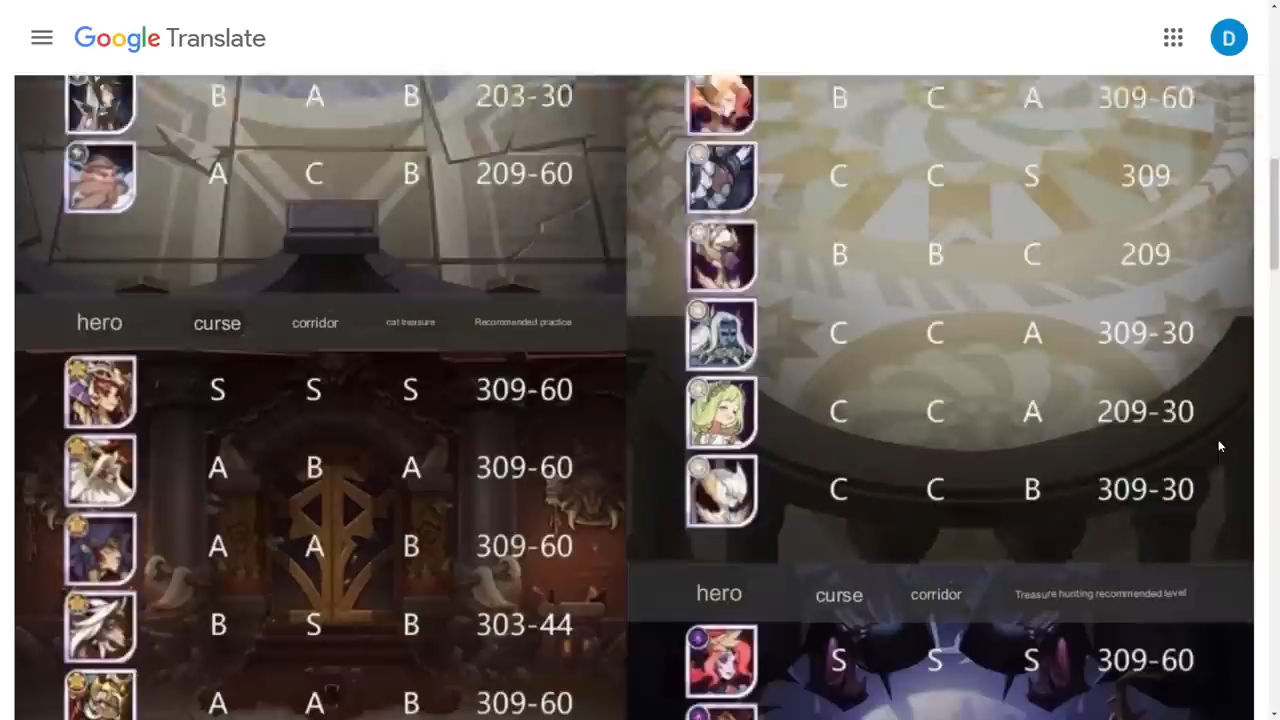 Google Translate
D
B A B 203-30
A C B 209-60
hero curse corridor cat treasure Recommended practice
S S S 309-60
A B A 309-60
A A B 309-60
B S B 303-44
A A B 309-60
B C A 309-60
C C S 309
B B C 209
C C A 309-30
C C A 209-30
C C B 309-30
hero curse corridor Treasure hunting recommended level
S S S 309-60